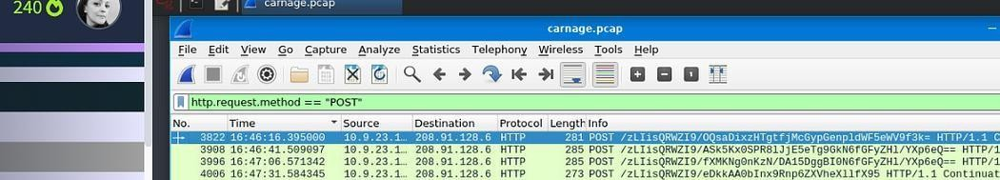 240
carnage.pcap
carnage.pcap
File Edit View Go Capture Analyze Statistics Telephony Wireless Tools Help
http.request.method == "POST"
No. Time Source Destination Protocol Length Info
3822 16:46:16.395000 10.9.23.1… 208.91.128.6 HTTP 281 POST /zLIisQRWZI9/OQsaDixzHTgtfjMcGypGenpldWF5eWV9f3k= HTTP/1.1 C
3908 16:46:41.509097 10.9.23.1… 208.91.128.6 HTTP 285 POST /zLIisQRWZI9/ASk5Kx0SPR8lJjE5eTg9GkN6fGFyZHl/YXp6eQ== HTTP/1.
3996 16:47:06.571342 10.9.23.1… 208.91.128.6 HTTP 285 POST /zLIisQRWZI9/fXMKNg0nKzN/DA15DggBI0N6fGFyZHl/YXp6eQ== HTTP/1.
4006 16:47:31.584345 10.9.23.1… 208.91.128.6 HTTP 273 POST /zLIisQRWZI9/eDkkAA0bInx9Rnp6ZXVheXllfX95 HTTP/1.1 Continuat